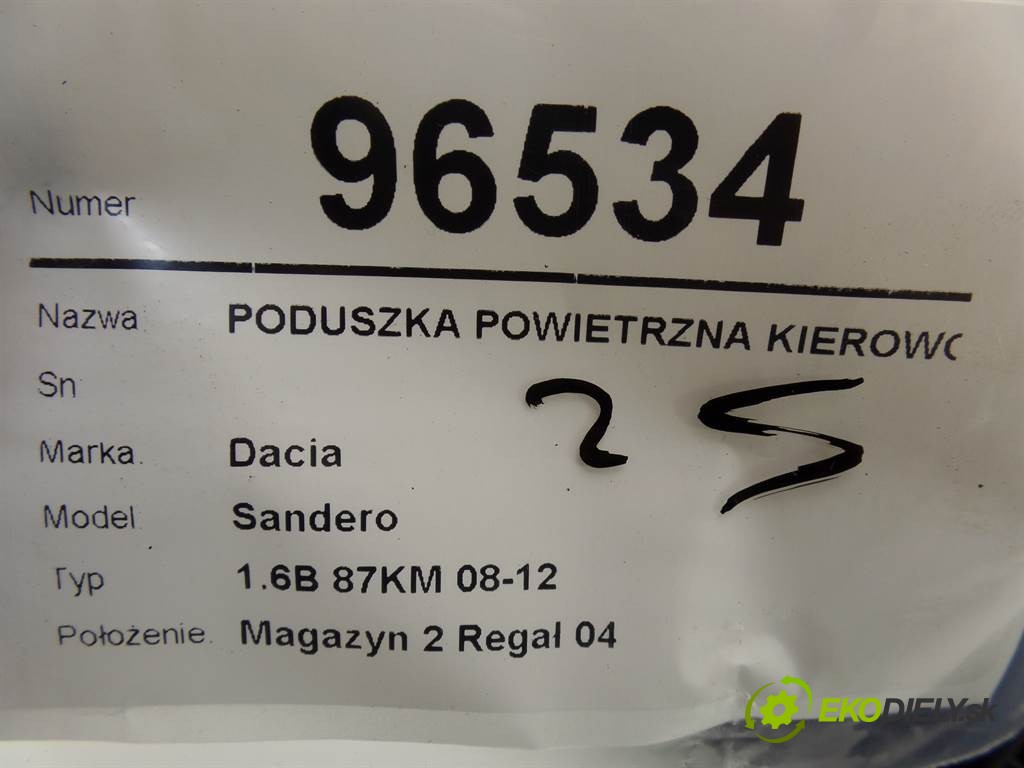 Numer 96534
Nazwa PODUSZKA POWIETRZNA KIEROWC
Sn
25
Marka. Dacia
Model Sandero
Typ 1.6B 87KM 08-12
Położenie. Magazyn 2 Regał 04
EKODIELY.sk